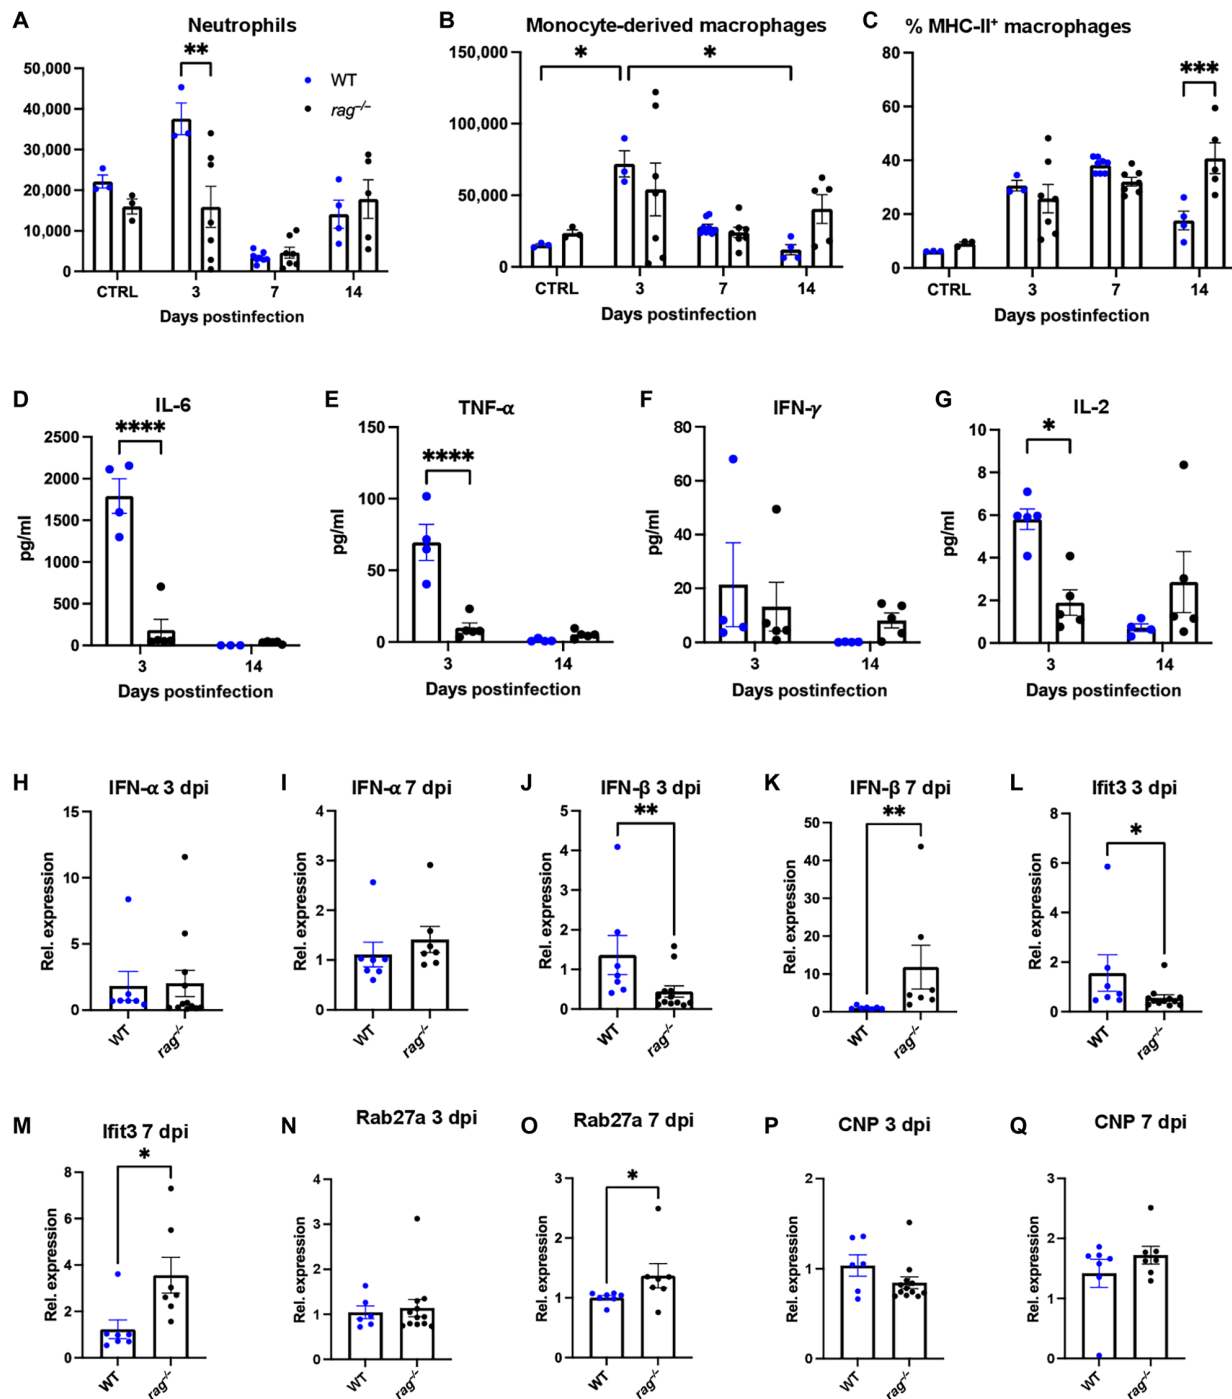 A Neutrophils
**
50,000
40,000
30,000
20,000
10,000
0
WT
rag⁻/⁻
CTRL 3 7 14
Days postinfection
B Monocyte-derived macrophages
* *
150,000
100,000
50,000
0
CTRL 3 7 14
Days postinfection
C % MHC-II⁺ macrophages
***
80
60
40
20
0
CTRL 3 7 14
Days postinfection
D IL-6
****
2500
2000
1500
1000
500
0
pg/ml
3 14
Days postinfection
E TNF-α
****
150
100
50
0
pg/ml
3 14
Days postinfection
F IFN-γ
80
60
40
20
0
pg/ml
3 14
Days postinfection
G IL-2
*
10
8
6
4
2
0
pg/ml
3 14
Days postinfection
H IFN-α 3 dpi
15
10
5
0
Rel. expression
WT rag⁻/⁻
I IFN-α 7 dpi
4
3
2
1
0
Rel. expression
WT rag⁻/⁻
J IFN-β 3 dpi
**
5
4
3
2
1
0
Rel. expression
WT rag⁻/⁻
K IFN-β 7 dpi
**
50
40
30
20
10
0
Rel. expression
WT rag⁻/⁻
L Ifit3 3 dpi
*
8
6
4
2
0
Rel. expression
WT rag⁻/⁻
M Ifit3 7 dpi
*
8
6
4
2
0
Rel. expression
WT rag⁻/⁻
N Rab27a 3 dpi
4
3
2
1
0
Rel. expression
WT rag⁻/⁻
O Rab27a 7 dpi
*
3
2
1
0
Rel. expression
WT rag⁻/⁻
P CNP 3 dpi
2
1
0
Rel. expression
WT rag⁻/⁻
Q CNP 7 dpi
3
2
1
0
Rel. expression
WT rag⁻/⁻